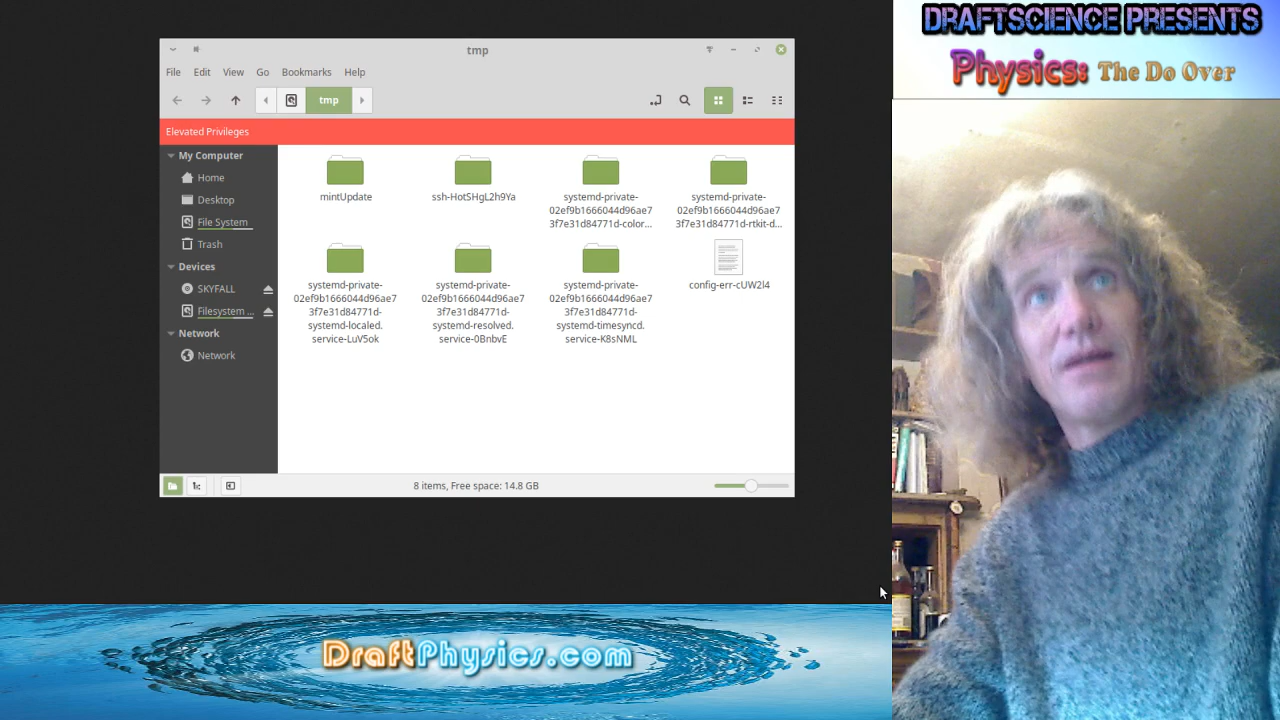 DRAFTSCIENCE PRESENTS
Physics: The Do Over
tmp
File Edit View Go Bookmarks Help
tmp
Elevated Privileges
My Computer
Home
Desktop
File System
Trash
Devices
SKYFALL
Filesystem ...
Network
Network
mintUpdate
ssh-HotSHgL2h9Ya
systemd-private-
02ef9b1666044d96ae7
3f7e31d84771d-color...
systemd-private-
02ef9b1666044d96ae7
3f7e31d84771d-rtkit-d...
systemd-private-
02ef9b1666044d96ae7
3f7e31d84771d-
systemd-localed.
service-LuV5ok
systemd-private-
02ef9b1666044d96ae7
3f7e31d84771d-
systemd-resolved.
service-0BnbvE
systemd-private-
02ef9b1666044d96ae7
3f7e31d84771d-
systemd-timesyncd.
service-K8sNML
config-err-cUW2l4
8 items, Free space: 14.8 GB
DraftPhysics.com